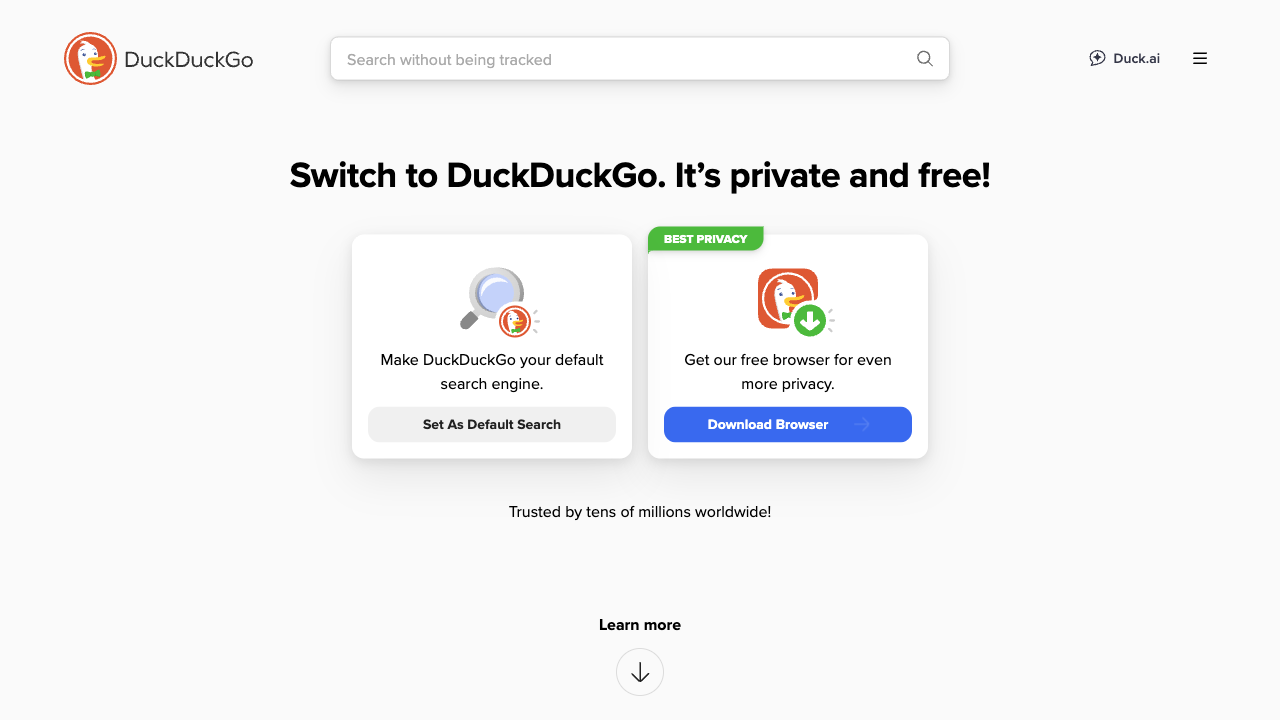 DuckDuckGo
Search without being tracked
Duck.ai
Switch to DuckDuckGo. It’s private and free!
Make DuckDuckGo your default
search engine.
Set As Default Search
BEST PRIVACY
Get our free browser for even
more privacy.
Download Browser
Trusted by tens of millions worldwide!
Learn more